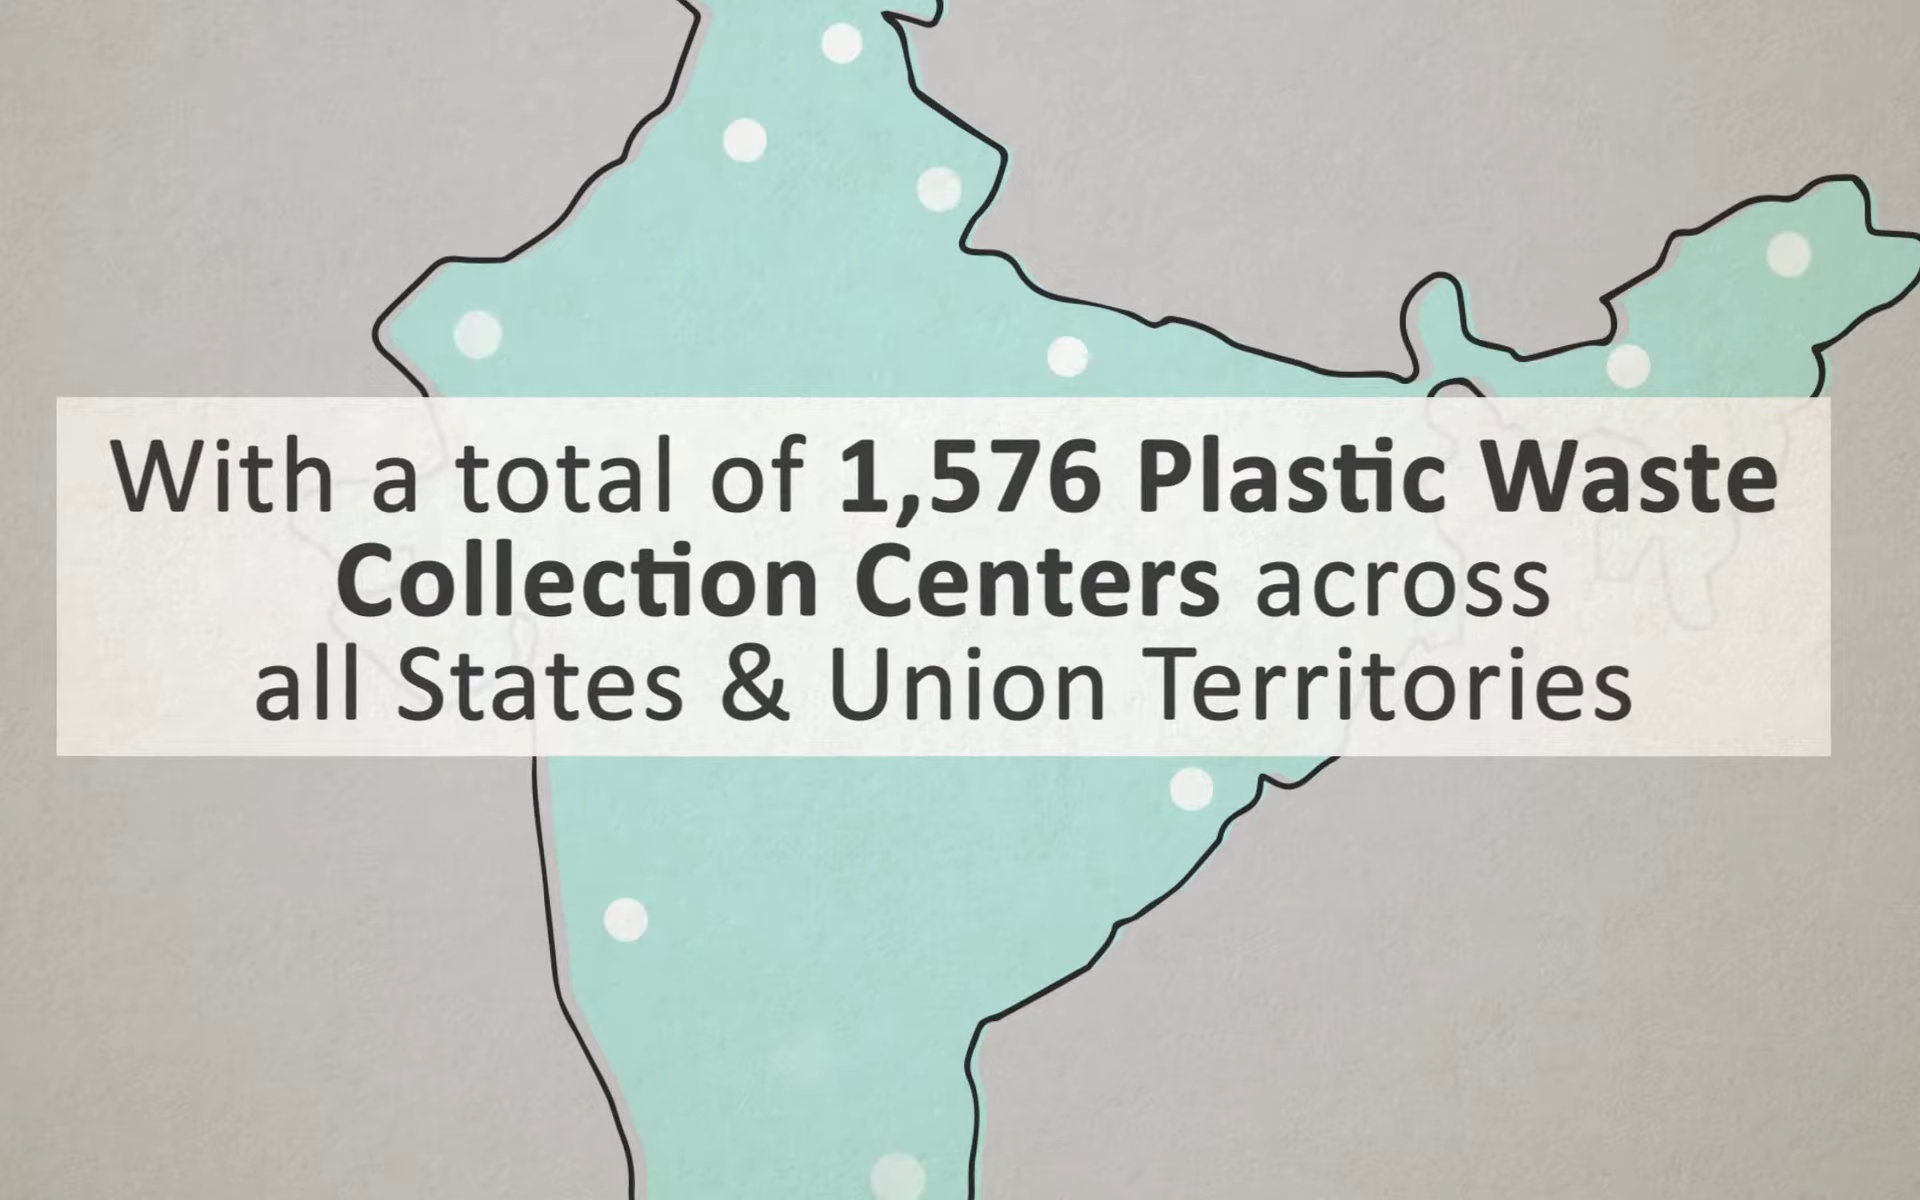 With a total of 1,576 Plastic Waste
Collection Centers across
all States & Union Territories